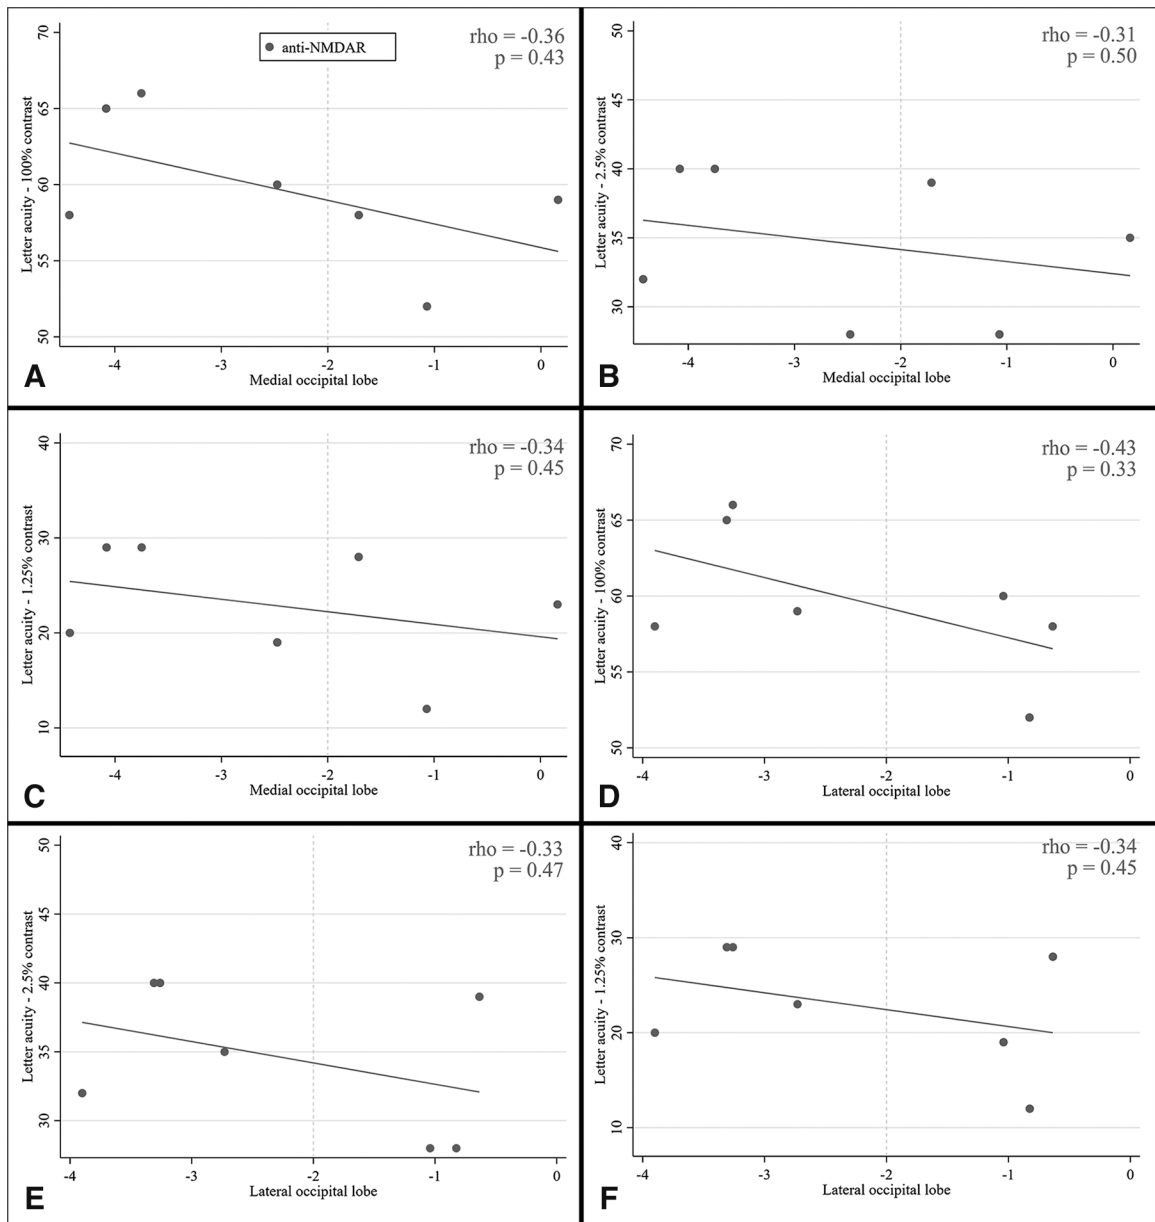 70
65
60
55
50
Letter acuity - 100% contrast
anti-NMDAR
rho = -0.36
p = 0.43
-4 -3 -2 -1 0
Medial occipital lobe
A
50
45
40
35
30
Letter acuity - 2.5% contrast
rho = -0.31
p = 0.50
-4 -3 -2 -1 0
Medial occipital lobe
B
40
30
20
10
Letter acuity - 1.25% contrast
rho = -0.34
p = 0.45
-4 -3 -2 -1 0
Medial occipital lobe
C
70
65
60
55
50
Letter acuity - 100% contrast
rho = -0.43
p = 0.33
-4 -3 -2 -1 0
Lateral occipital lobe
D
50
45
40
35
30
Letter acuity - 2.5% contrast
rho = -0.33
p = 0.47
-4 -3 -2 -1 0
Lateral occipital lobe
E
40
30
20
10
Letter acuity - 1.25% contrast
rho = -0.34
p = 0.45
-4 -3 -2 -1 0
Lateral occipital lobe
F